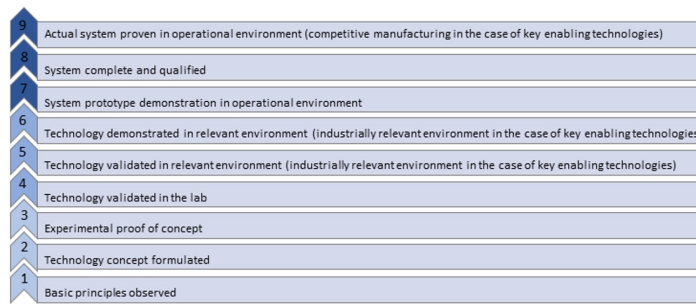 9 Actual system proven in operational environment (competitive manufacturing in the case of key enabling technologies)
8 System complete and qualified
7 System prototype demonstration in operational environment
6 Technology demonstrated in relevant environment (industrially relevant environment in the case of key enabling technologies
5 Technology validated in relevant environment (industrially relevant environment in the case of key enabling technologies)
4 Technology validated in the lab
3 Experimental proof of concept
2 Technology concept formulated
1 Basic principles observed